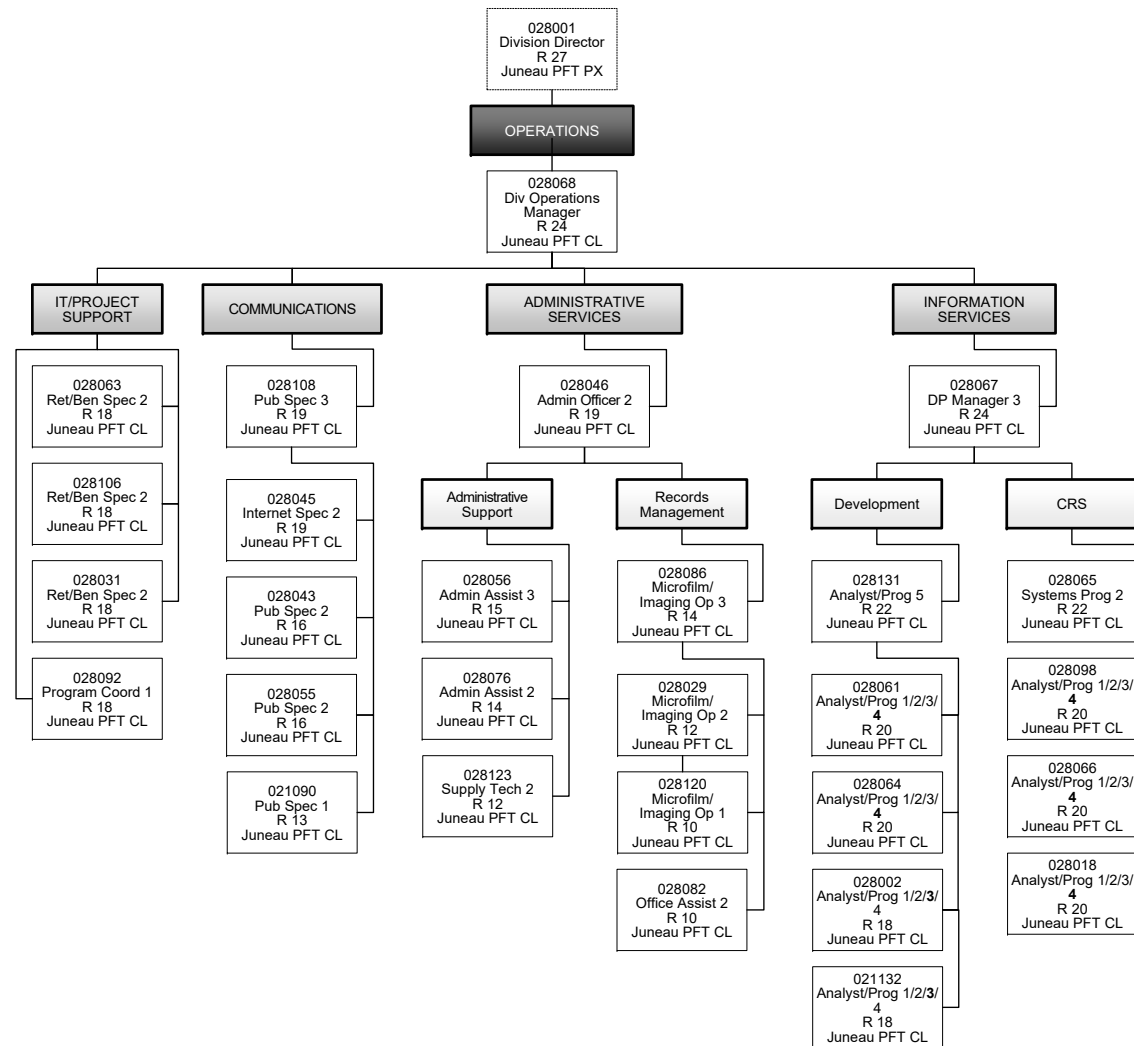 028001
Division Director
R 27
Juneau PFT PX
OPERATIONS
028068
Div Operations
Manager
R 24
Juneau PFT CL
IT/PROJECT
SUPPORT
028063
Ret/Ben Spec 2
R 18
Juneau PFT CL
028106
Ret/Ben Spec 2
R 18
Juneau PFT CL
028031
Ret/Ben Spec 2
R 18
Juneau PFT CL
028092
Program Coord 1
R 18
Juneau PFT CL
COMMUNICATIONS
028108
Pub Spec 3
R 19
Juneau PFT CL
028045
Internet Spec 2
R 19
Juneau PFT CL
028043
Pub Spec 2
R 16
Juneau PFT CL
028055
Pub Spec 2
R 16
Juneau PFT CL
021090
Pub Spec 1
R 13
Juneau PFT CL
ADMINISTRATIVE
SERVICES
028046
Admin Officer 2
R 19
Juneau PFT CL
Administrative
Support
028056
Admin Assist 3
R 15
Juneau PFT CL
028076
Admin Assist 2
R 14
Juneau PFT CL
028123
Supply Tech 2
R 12
Juneau PFT CL
Records
Management
028086
Microfilm/
Imaging Op 3
R 14
Juneau PFT CL
028029
Microfilm/
Imaging Op 2
R 12
Juneau PFT CL
028120
Microfilm/
Imaging Op 1
R 10
Juneau PFT CL
028082
Office Assist 2
R 10
Juneau PFT CL
INFORMATION
SERVICES
028067
DP Manager 3
R 24
Juneau PFT CL
Development
028131
Analyst/Prog 5
R 22
Juneau PFT CL
028061
Analyst/Prog 1/2/3/
4
R 20
Juneau PFT CL
028064
Analyst/Prog 1/2/3/
4
R 20
Juneau PFT CL
028002
Analyst/Prog 1/2/3/
4
R 18
Juneau PFT CL
021132
Analyst/Prog 1/2/3/
4
R 18
Juneau PFT CL
CRS
028065
Systems Prog 2
R 22
Juneau PFT CL
028098
Analyst/Prog 1/2/3/
4
R 20
Juneau PFT CL
028066
Analyst/Prog 1/2/3/
4
R 20
Juneau PFT CL
028018
Analyst/Prog 1/2/3/
4
R 20
Juneau PFT CL